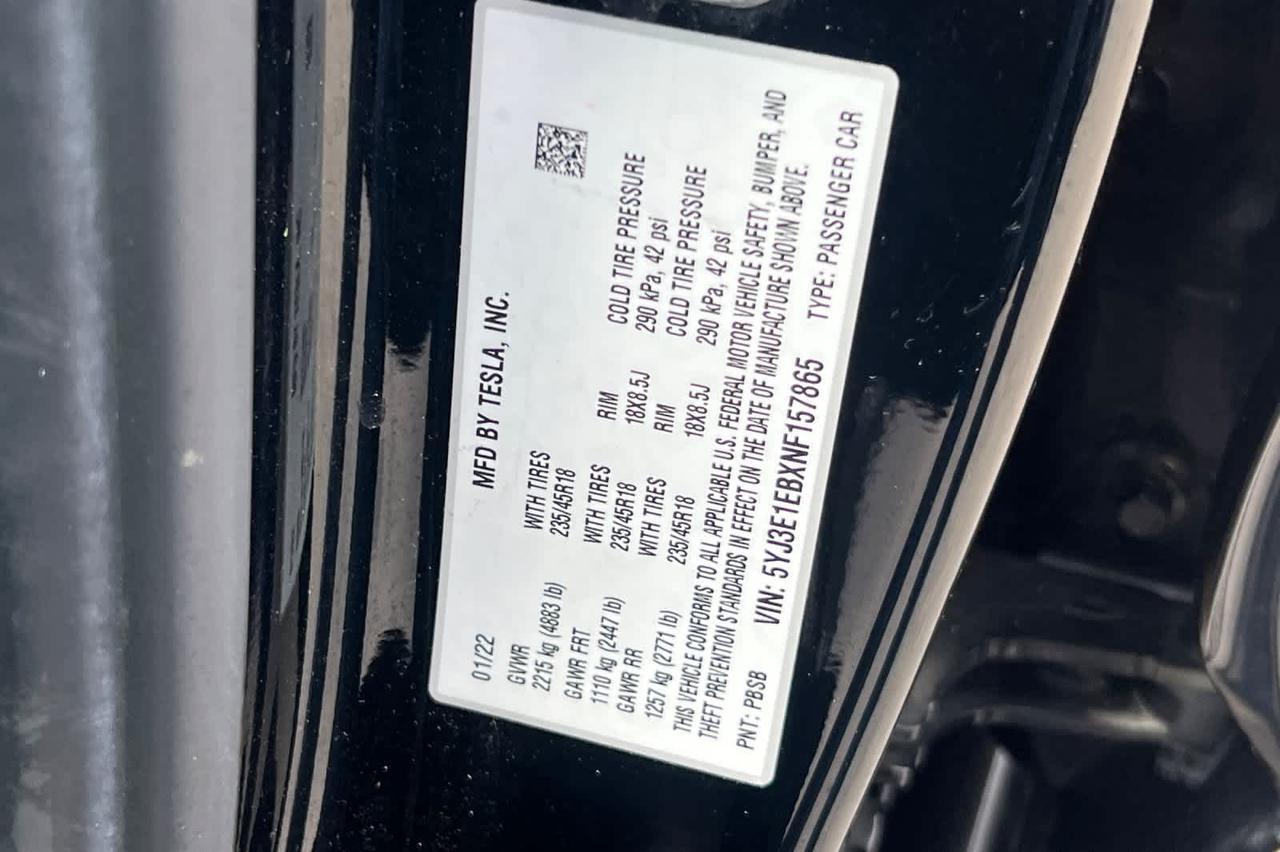 MFD BY TESLA, INC.
01/22
GVWR WITH TIRES
2215 kg (4883 lb) 235/45R18
GAWR FRT WITH TIRES RIM COLD TIRE PRESSURE
1110 kg (2447 lb) 235/45R18 18X8.5J 290 kPa, 42 psi
GAWR RR WITH TIRES RIM COLD TIRE PRESSURE
1257 kg (2771 lb) 235/45R18 18X8.5J 290 kPa, 42 psi
THIS VEHICLE CONFORMS TO ALL APPLICABLE U.S. FEDERAL MOTOR VEHICLE SAFETY, BUMPER, AND
THEFT PREVENTION STANDARDS IN EFFECT ON THE DATE OF MANUFACTURE SHOWN ABOVE.
PNT: PBSB VIN: 5YJ3E1EBXNF157865 TYPE: PASSENGER CAR